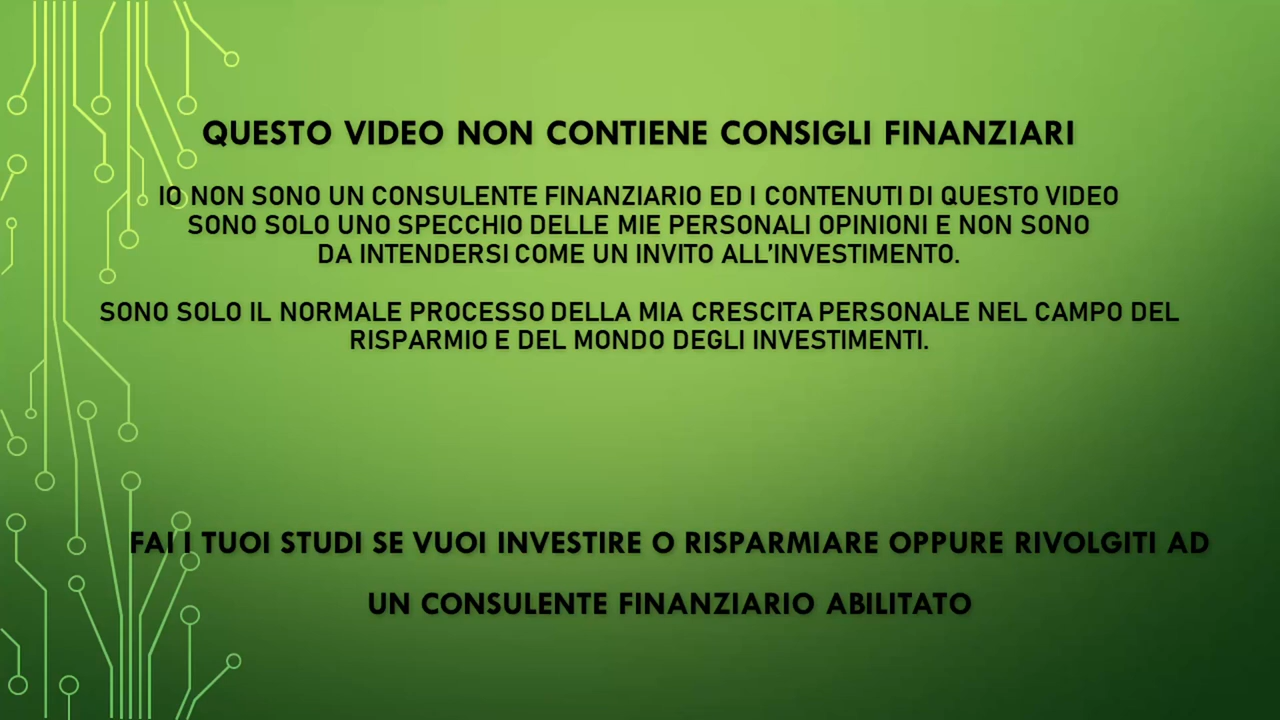 QUESTO VIDEO NON CONTIENE CONSIGLI FINANZIARI
IO NON SONO UN CONSULENTE FINANZIARIO ED I CONTENUTI DI QUESTO VIDEO
SONO SOLO UNO SPECCHIO DELLE MIE PERSONALI OPINIONI E NON SONO
DA INTENDERSI COME UN INVITO ALL'INVESTIMENTO.
SONO SOLO IL NORMALE PROCESSO DELLA MIA CRESCITA PERSONALE NEL CAMPO DEL
RISPARMIO E DEL MONDO DEGLI INVESTIMENTI.
FAI I TUOI STUDI SE VUOI INVESTIRE O RISPARMIARE OPPURE RIVOLGITI AD
UN CONSULENTE FINANZIARIO ABILITATO